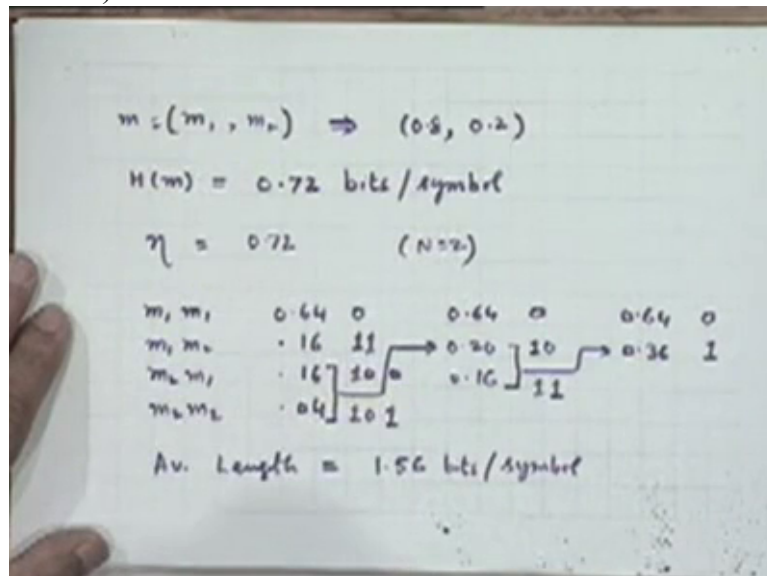 m = (m₁, m₂) ⇒ (0.8, 0.2)
H(m) = 0.72 bits/symbol
η = 0.72 (N=2)
m₁ m₁ 0.64 0 0.64 0 0.64 0
m₁ m₂ .16 11 → 0.20 10 → 0.36 1
m₂ m₁ .16 100 0.16 11
m₂ m₂ .04 101
Av. Length = 1.56 bits/symbol